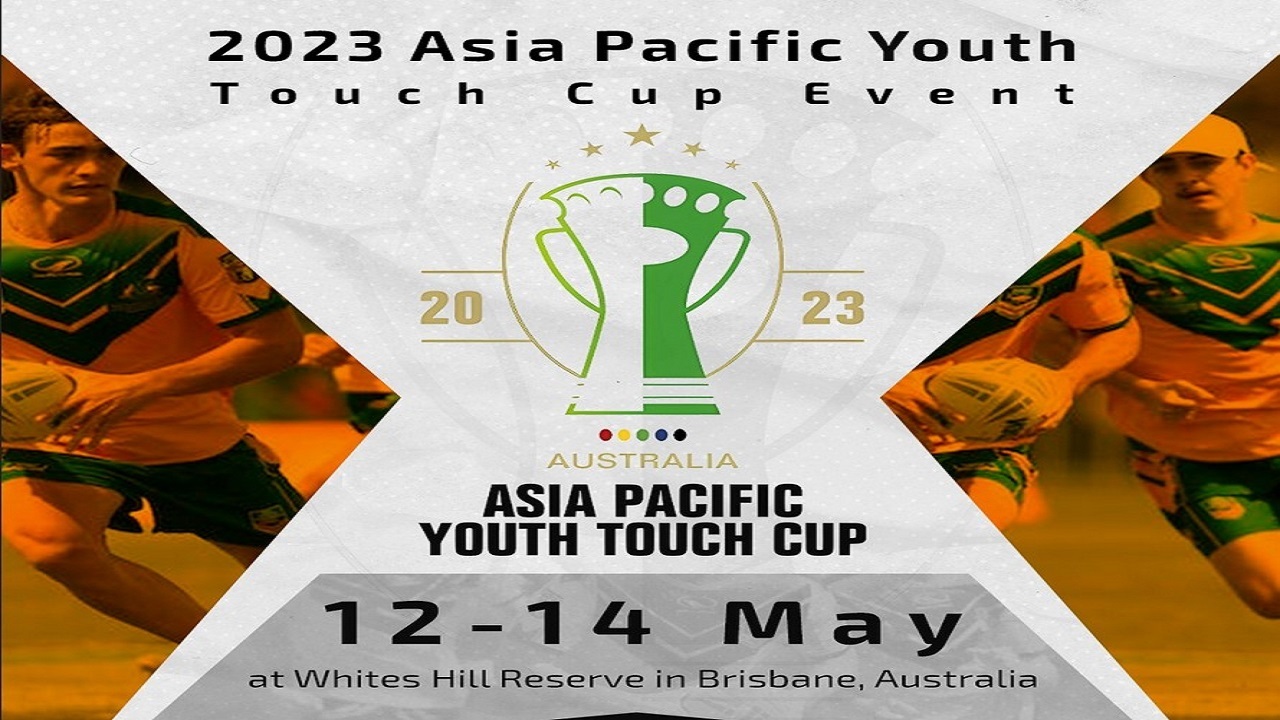 2023 Asia Pacific Youth
Touch Cup Event
20 23
AUSTRALIA
ASIA PACIFIC
YOUTH TOUCH CUP
12-14 May
at Whites Hill Reserve in Brisbane, Australia